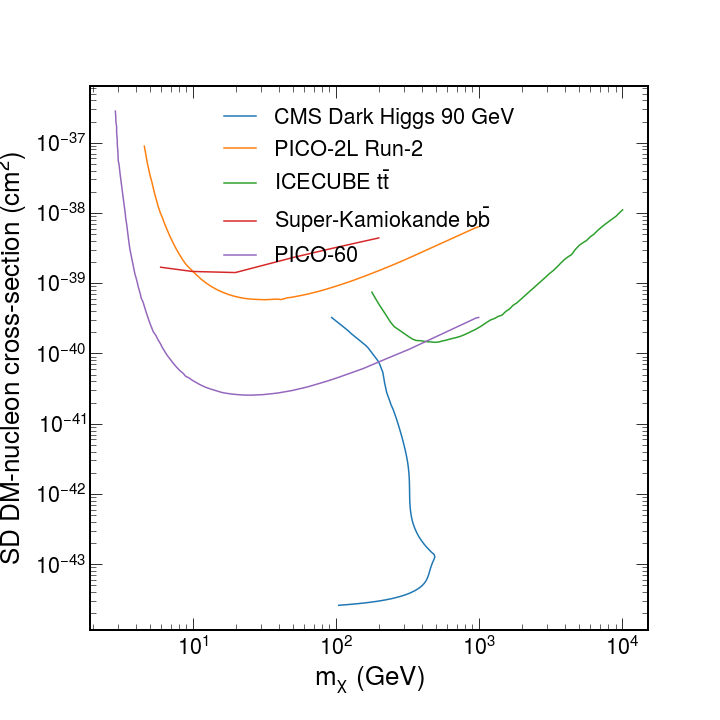 CMS Dark Higgs 90 GeV
PICO-2L Run-2
ICECUBE tt̄
Super-Kamiokande bb̄
PICO-60
10⁻³⁷
10⁻³⁸
10⁻³⁹
10⁻⁴⁰
10⁻⁴¹
10⁻⁴²
10⁻⁴³
SD DM-nucleon cross-section (cm²)
10¹ 10² 10³ 10⁴
mχ (GeV)